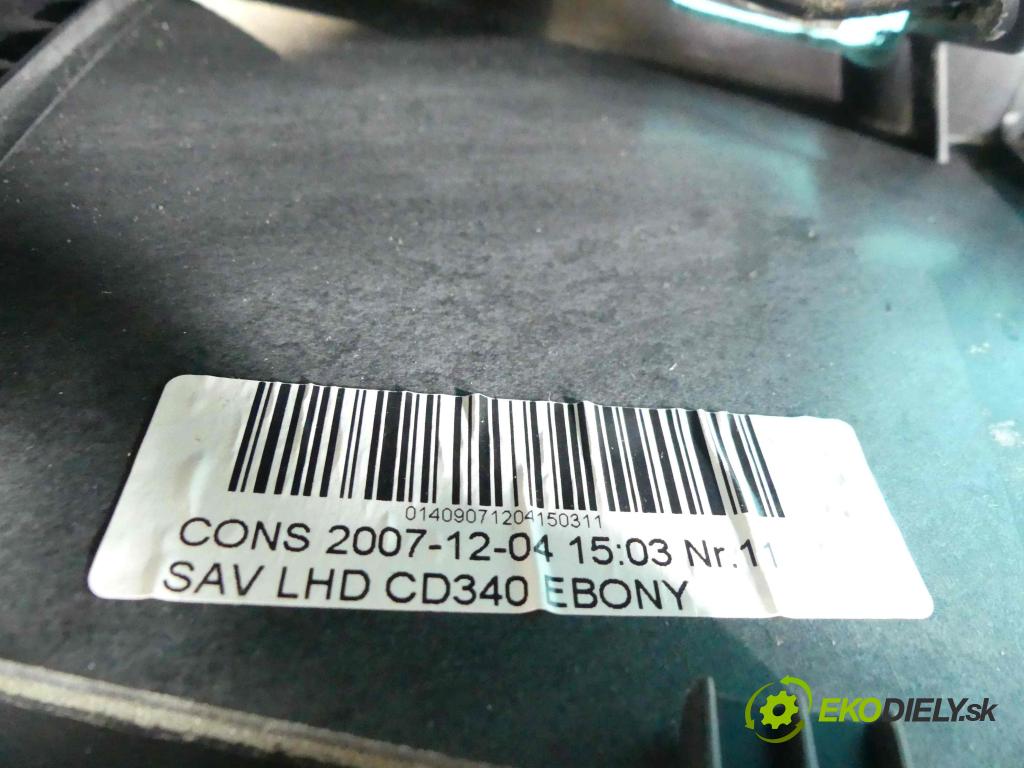 01409071204150311
CONS 2007-12-04 15:03 Nr.11
SAV LHD CD340 EBONY
EKODIELY.sk